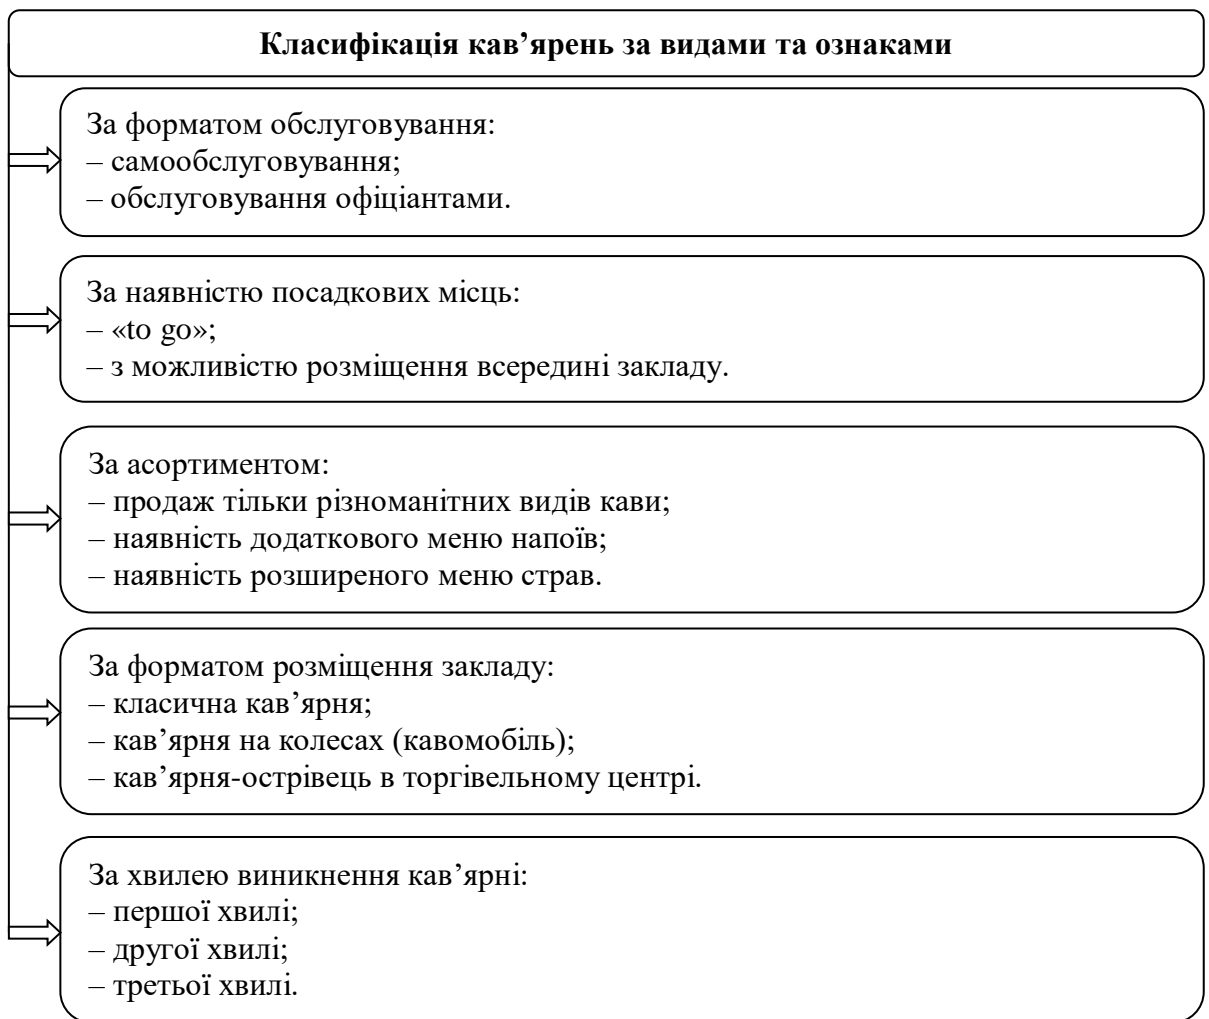 Класифікація кав’ярень за видами та ознаками
За форматом обслуговування:
– самообслуговування;
– обслуговування офіціантами.
За наявністю посадкових місць:
– «to go»;
– з можливістю розміщення всередині закладу.
За асортиментом:
– продаж тільки різноманітних видів кави;
– наявність додаткового меню напоїв;
– наявність розширеного меню страв.
За форматом розміщення закладу:
– класична кав’ярня;
– кав’ярня на колесах (кавомобіль);
– кав’ярня-острівець в торгівельному центрі.
За хвилею виникнення кав’ярні:
– першої хвилі;
– другої хвилі;
– третьої хвилі.